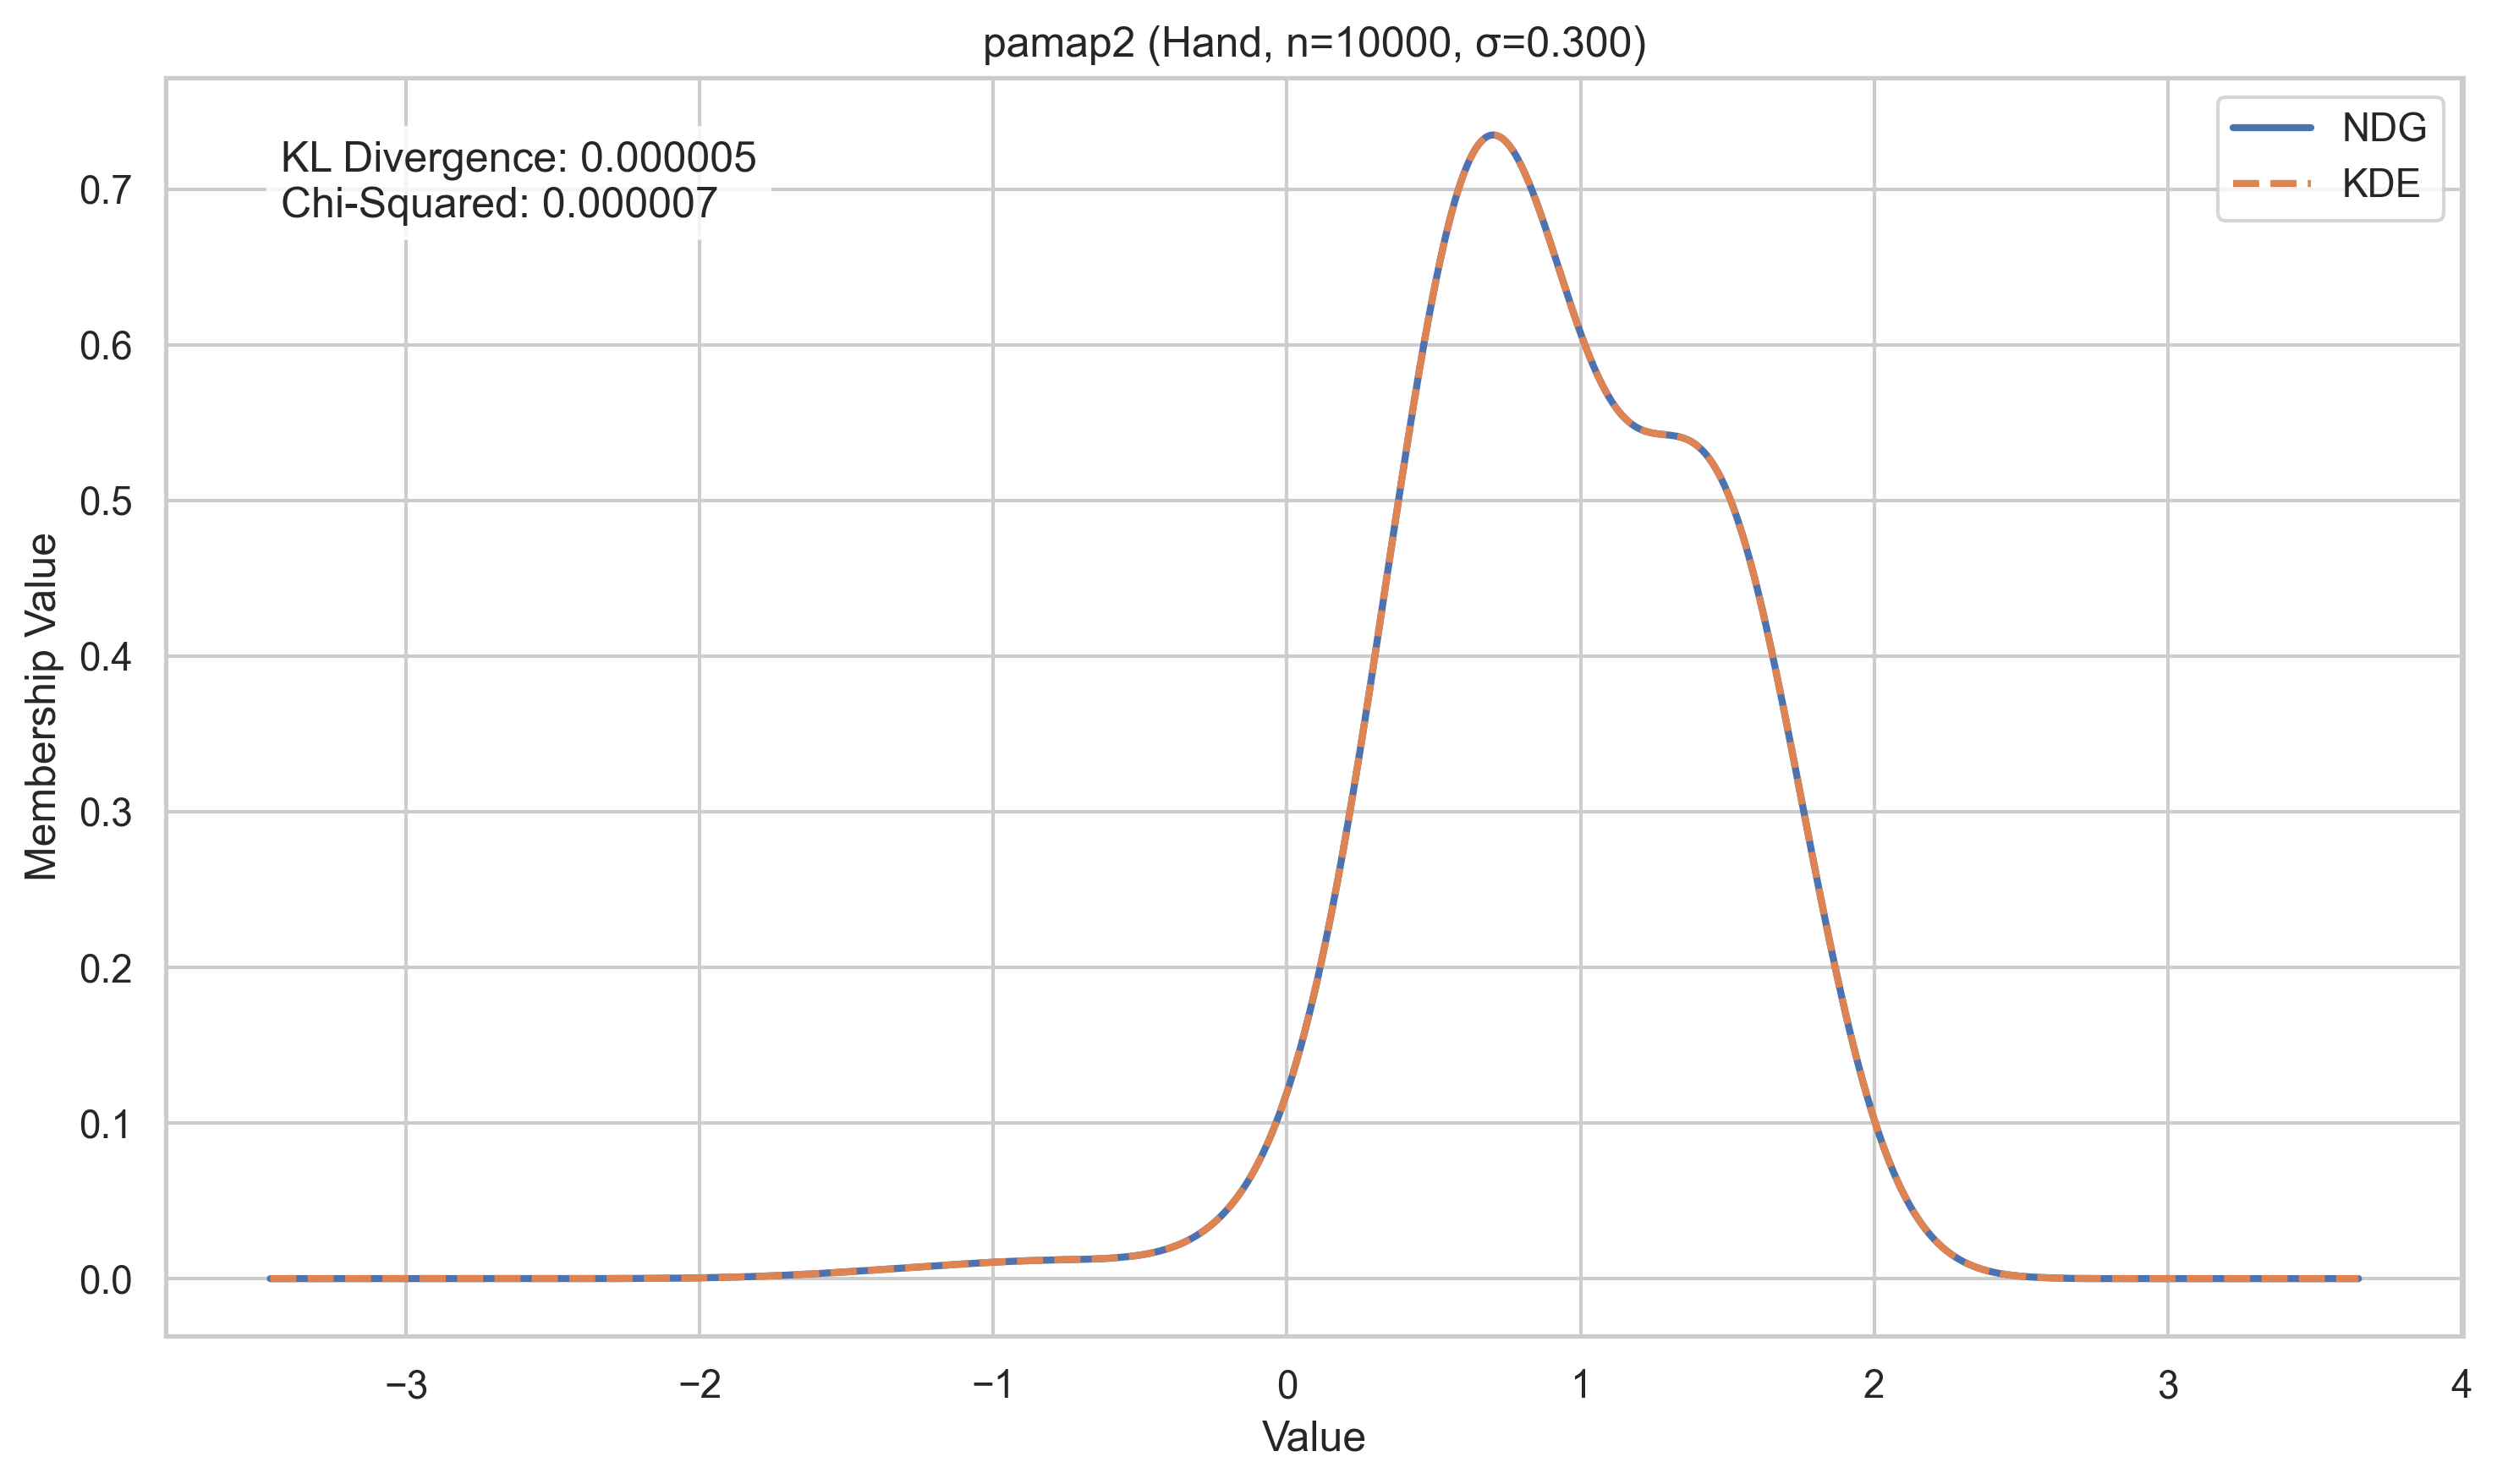 pamap2 (Hand, n=10000, σ=0.300)
KL Divergence: 0.000005
Chi-Squared: 0.000007
NDG
KDE
Membership Value
0.7
0.6
0.5
0.4
0.3
0.2
0.1
0.0
−3
−2
−1
0
1
2
3
4
Value